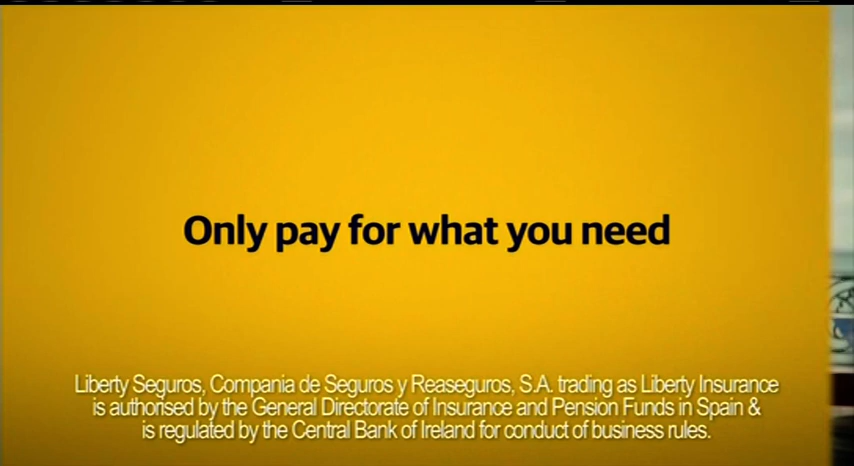 Only pay for what you need
Liberty Seguros, Compania de Seguros y Reaseguros, S.A. trading as Liberty Insurance
is authorised by the General Directorate of Insurance and Pension Funds in Spain &
is regulated by the Central Bank of Ireland for conduct of business rules.